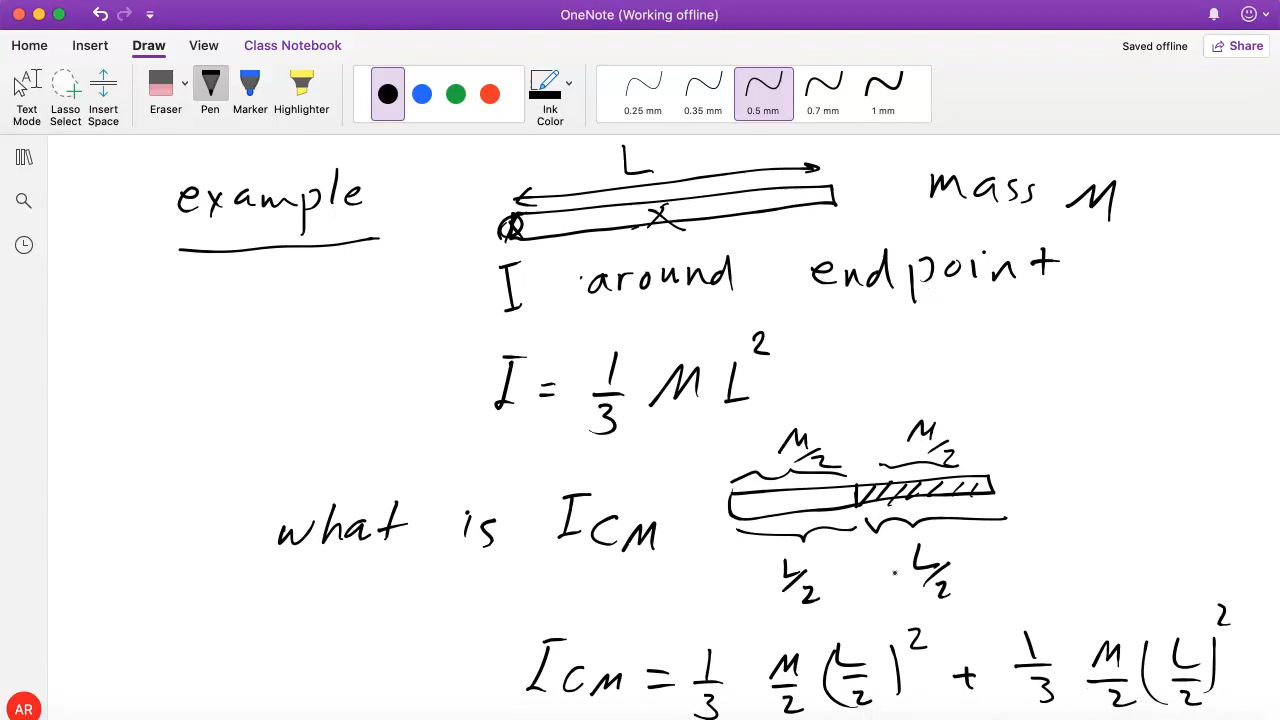 OneNote (Working offline)
Home Insert Draw View Class Notebook
Saved offline Share
Text Mode
Lasso Select
Insert Space
Eraser
Pen
Marker
Highlighter
Ink Color
0.25 mm
0.35 mm
0.5 mm
0.7 mm
1 mm
example
L
mass M
I around endpoint
I = 1/3 M L²
M/2 M/2
what is I_CM
L/2 L/2
I_CM = 1/3 M/2 (L/2)² + 1/3 M/2 (L/2)²
AR